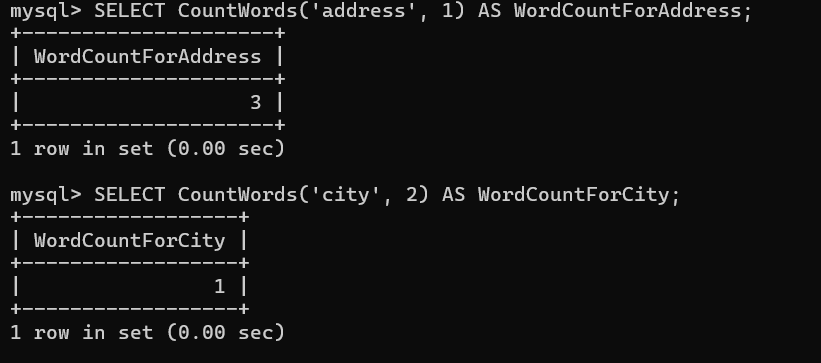 mysql> SELECT CountWords('address', 1) AS WordCountForAddress;
+---------------------+
| WordCountForAddress |
+---------------------+
|                   3 |
+---------------------+
1 row in set (0.00 sec)

mysql> SELECT CountWords('city', 2) AS WordCountForCity;
+------------------+
| WordCountForCity |
+------------------+
|                1 |
+------------------+
1 row in set (0.00 sec)